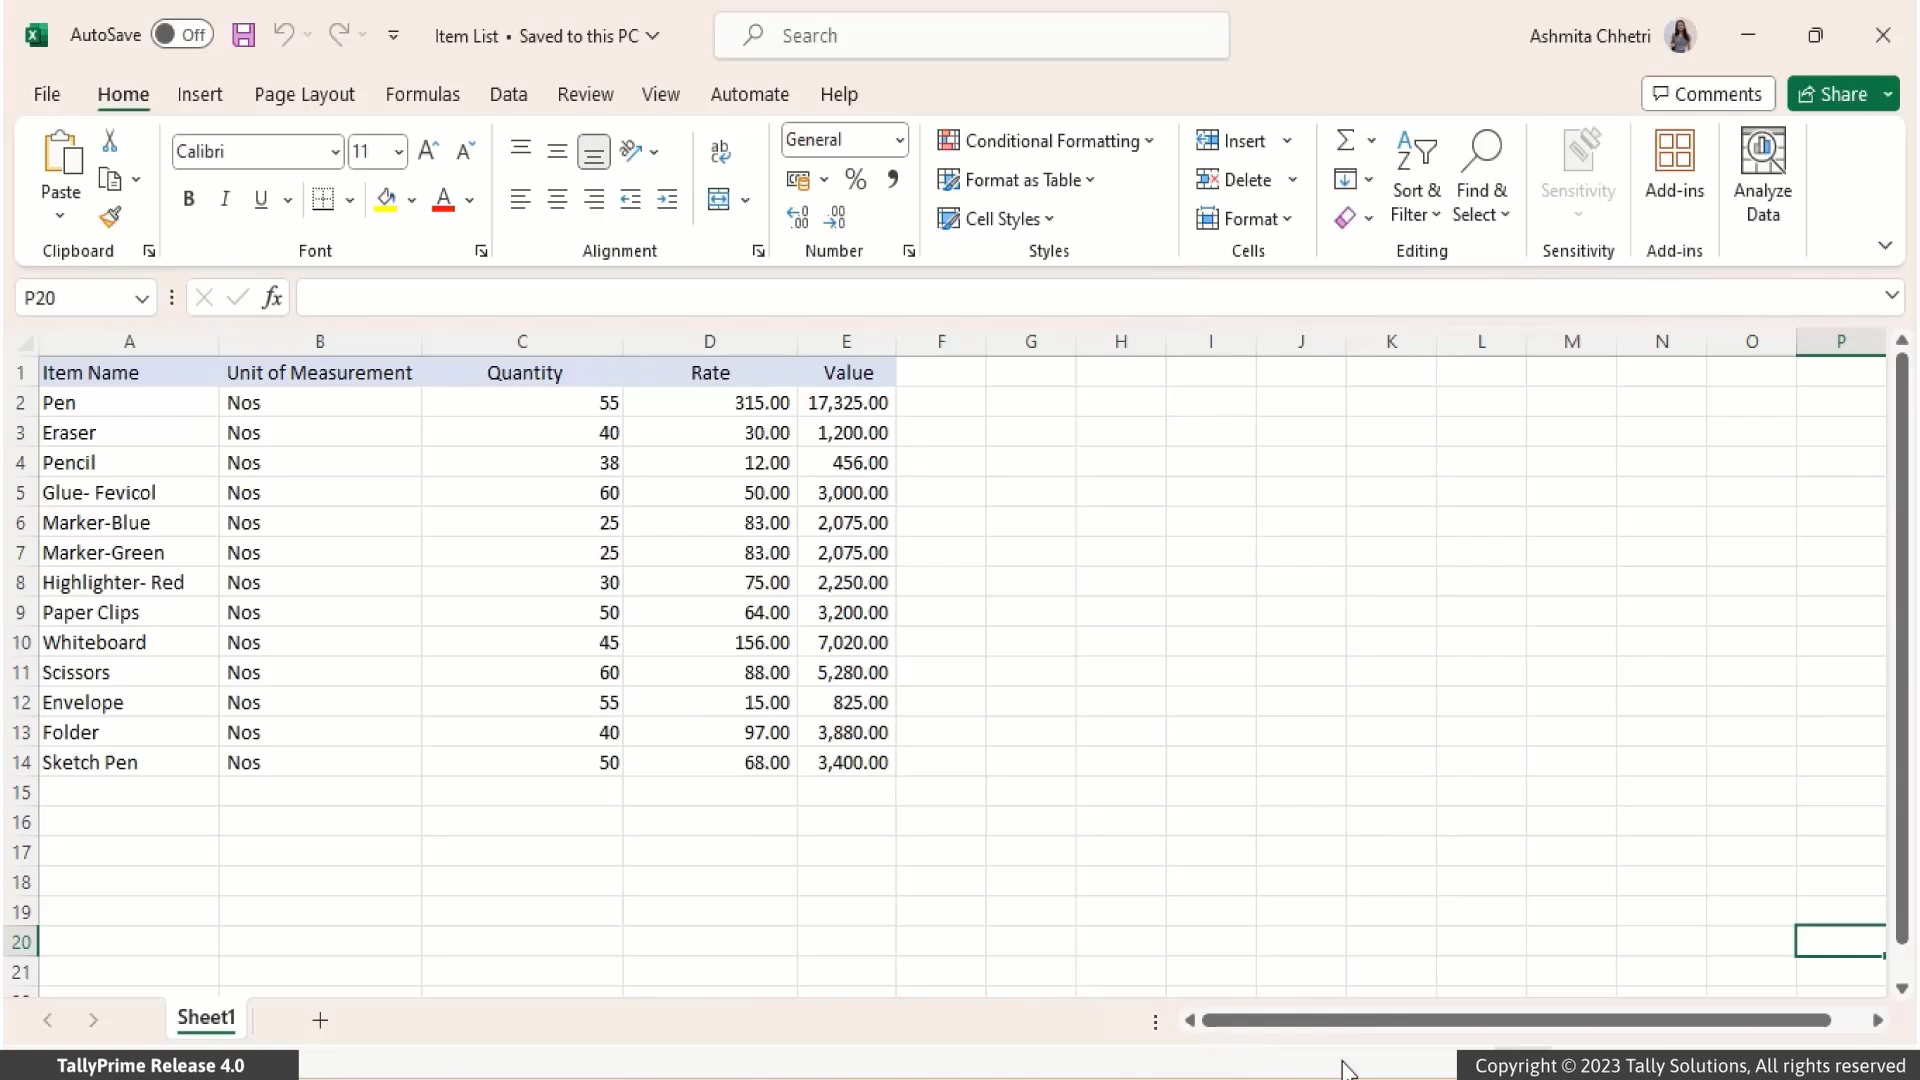 AutoSave Off Item List • Saved to this PC Search Ashmita Chhetri
File Home Insert Page Layout Formulas Data Review View Automate Help Comments Share
Paste
Clipboard
Calibri 11
B I U A
Font
ab
Alignment
General
%
Number
Conditional Formatting
Format as Table
Cell Styles
Styles
Insert
Delete
Format
Cells
Sort & Filter
Find & Select
Editing
Sensitivity
Sensitivity
Add-ins
Add-ins
Analyze Data
P20 fx
A B C D E F G H I J K L M N O P
1 Item Name Unit of Measurement Quantity Rate Value
2 Pen Nos 55 315.00 17,325.00
3 Eraser Nos 40 30.00 1,200.00
4 Pencil Nos 38 12.00 456.00
5 Glue- Fevicol Nos 60 50.00 3,000.00
6 Marker-Blue Nos 25 83.00 2,075.00
7 Marker-Green Nos 25 83.00 2,075.00
8 Highlighter- Red Nos 30 75.00 2,250.00
9 Paper Clips Nos 50 64.00 3,200.00
10 Whiteboard Nos 45 156.00 7,020.00
11 Scissors Nos 60 88.00 5,280.00
12 Envelope Nos 55 15.00 825.00
13 Folder Nos 40 97.00 3,880.00
14 Sketch Pen Nos 50 68.00 3,400.00
15
16
17
18
19
20
21
Sheet1
TallyPrime Release 4.0 Copyright © 2023 Tally Solutions, All rights reserved